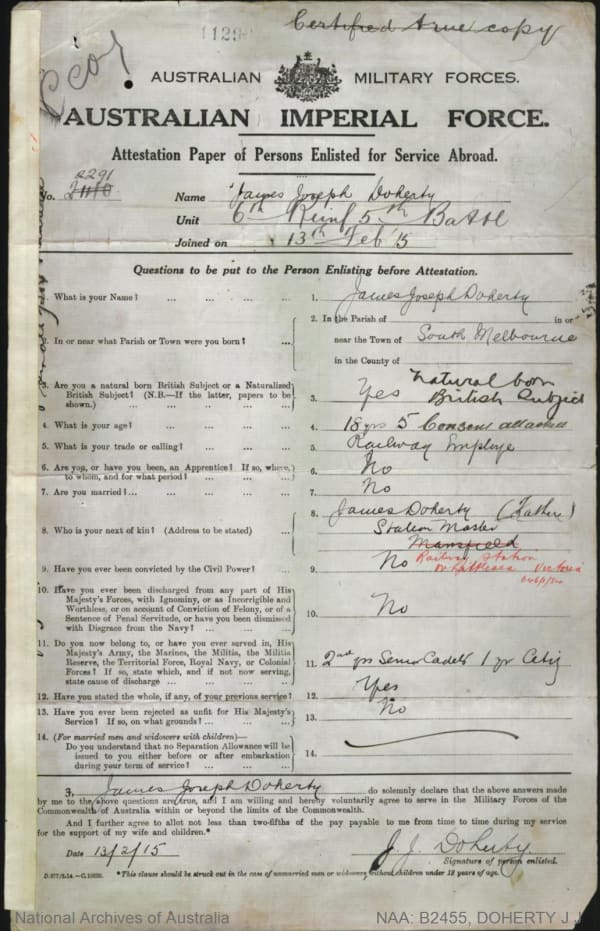 Certified true copy
1129
AUSTRALIAN MILITARY FORCES.
AUSTRALIAN IMPERIAL FORCE.
Attestation Paper of Persons Enlisted for Service Abroad.
2291
No.
Name James Joseph Doherty
Unit 6th Reinf 5th Battl
Joined on 13th Feb 15
Questions to be put to the Person Enlisting before Attestation.
1. What is your Name? ... ... ... ... 1. James Joseph Doherty
2. In or near what Parish or Town were you born? ... 2. In the Parish of in or
near the Town of South Melbourne
in the County of
3. Are you a natural born British Subject or a Naturalized
British Subject? (N.B.—If the latter, papers to be
shown.) ... ... ... ... ... 3. Yes Natural born
British Subject
4. What is your age? ... ... ... ... 4. 18 yrs 5 Consent attached
5. What is your trade or calling? ... ... ... 5. Railway Employe
6. Are you, or have you been, an Apprentice? If so, where,
to whom, and for what period? ... ... ... 6. No
7. Are you married? ... ... ... ... 7. No
8. Who is your next of kin? (Address to be stated) ... 8. James Doherty (Father)
Station Master
Mansfield
Railway Station
Victoria
9. Have you ever been convicted by the Civil Power? ... 9. No
10. Have you ever been discharged from any part of His
Majesty's Forces, with Ignominy, or as Incorrigible and
Worthless, or on account of Conviction of Felony, or of a
Sentence of Penal Servitude, or have you been dismissed
with Disgrace from the Navy? ... ... ... 10. No
11. Do you now belong to, or have you ever served in, His
Majesty's Army, the Marines, the Militia, the Militia
Reserve, the Territorial Force, Royal Navy, or Colonial
Forces? If so, state which, and if not now serving,
state cause of discharge ... ... ... 11. 2nd yr Senior Cadets 1 yr Citiz
12. Have you stated the whole, if any, of your previous service? 12. Yes
13. Have you ever been rejected as unfit for His Majesty's
Service? If so, on what grounds? ... ... ... 13. No
14. (For married men and widowers with children)—
Do you understand that no Separation Allowance will be
issued to you either before or after embarkation
during your term of service? ... ... ... 14.
3, James Joseph Doherty do solemnly declare that the above answers made
by me to the above questions are true, and I am willing and hereby voluntarily agree to serve in the Military Forces of the
Commonwealth of Australia within or beyond the limits of the Commonwealth.
And I further agree to allot not less than two-fifths of the pay payable to me from time to time during my service
for the support of my wife and children.*
Date 13/2/15 J. J. Doherty.
Signature of person enlisted.
*This clause should be struck out in the case of unmarried men or widowers without children under 18 years of age.
National Archives of Australia NAA: B2455, DOHERTY J J